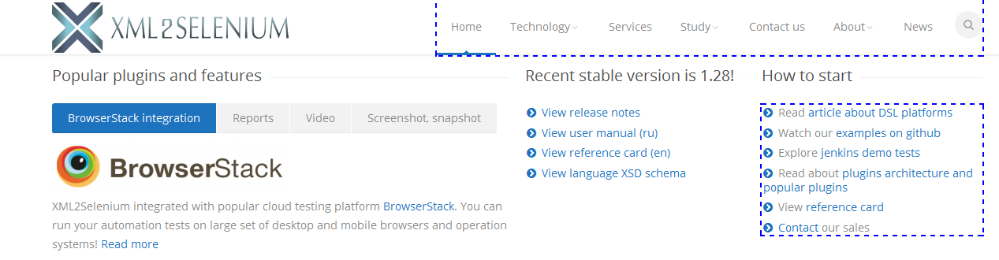 XML2SELENIUM
Home Technology Services Study Contact us About News
Popular plugins and features
BrowserStack integration Reports Video Screenshot, snapshot
BrowserStack
XML2Selenium integrated with popular cloud testing platform BrowserStack. You can
run your automation tests on large set of desktop and mobile browsers and operation
systems! Read more
Recent stable version is 1.28!
View release notes
View user manual (ru)
View reference card (en)
View language XSD schema
How to start
Read article about DSL platforms
Watch our examples on github
Explore jenkins demo tests
Read about plugins architecture and
popular plugins
View reference card
Contact our sales